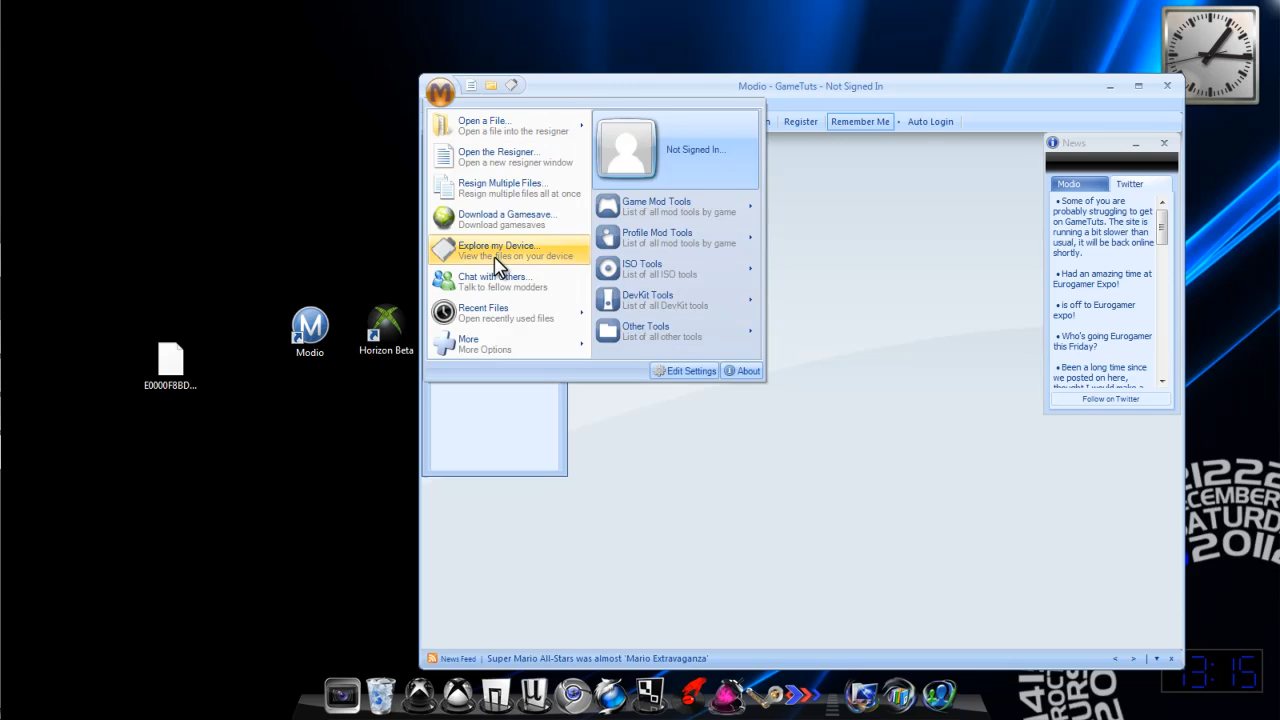 Modio - GameTuts - Not Signed In
Register
Remember Me
Auto Login
Open a File...
Open a file into the resigner
Open the Resigner...
Open a new resigner window
Resign Multiple Files...
Resign multiple files all at once
Download a Gamesave...
Download gamesaves
Explore my Device...
View the files on your device
Chat with others...
Talk to fellow modders
Recent Files
Open recently used files
More
More Options
Not Signed In...
Game Mod Tools
List of all mod tools by game
Profile Mod Tools
List of all mod tools by game
ISO Tools
List of all ISO tools
DevKit Tools
List of all DevKit tools
Other Tools
List of all other tools
Edit Settings
About
News
Modio
Twitter
• Some of you are
probably struggling to get
on GameTuts. The site is
running a bit slower than
usual, it will be back online
shortly.
• Had an amazing time at
Eurogamer Expo!
• is off to Eurogamer
expo!
• Who's going Eurogamer
this Friday?
• Been a long time since
we posted on here,
thought I would make a
Follow on Twitter
Modio
Horizon Beta
E0000F8BD...
News Feed
Super Mario All-Stars was almost 'Mario Extravaganza'
13:15